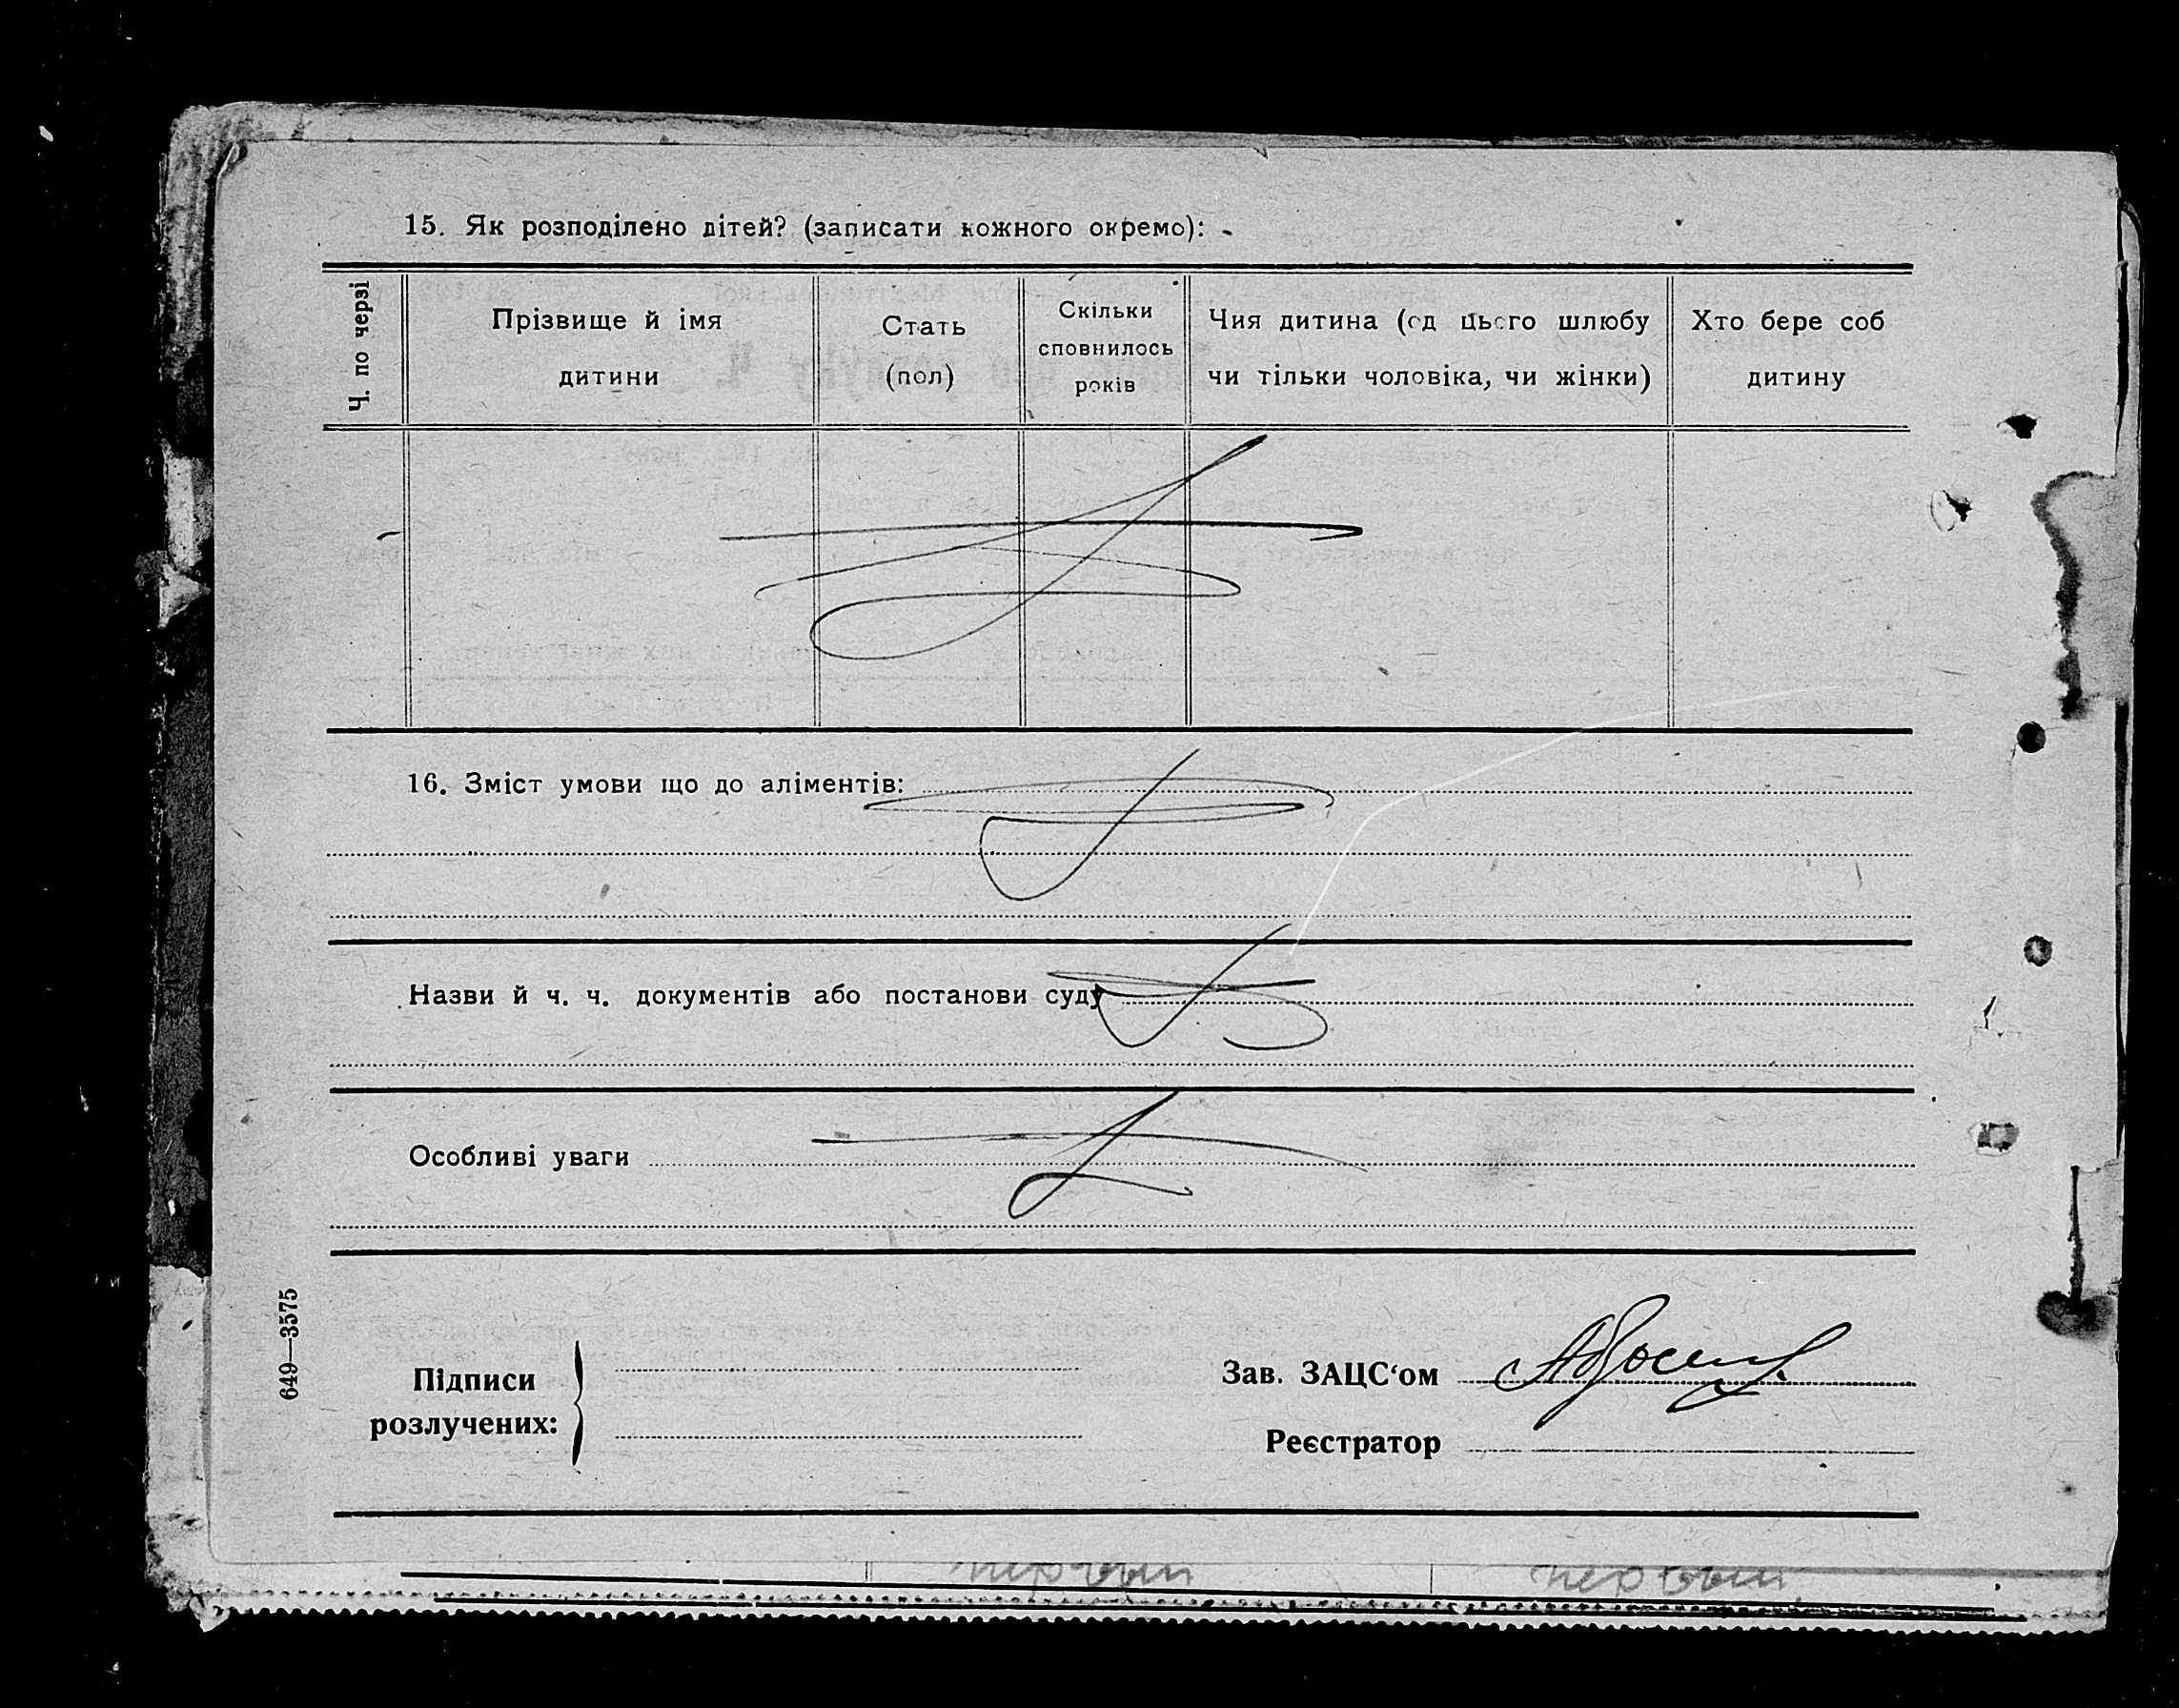 15. Як розподілено дітей? (записати кожного окремо):
Ч. по черзі
Прізвище й імя
дитини
Стать
(пол)
Скільки
сповнилось
років
Чия дитина (од цього шлюбу
чи тільки чоловіка, чи жінки)
Хто бере соб
дитину
16. Зміст умови що до аліментів:
Назви й ч. ч. документів або постанови суду
Особливі уваги
649—3575
Підписи
розлучених:
Зав. ЗАЦС‘ом
Реєстратор
первый первый